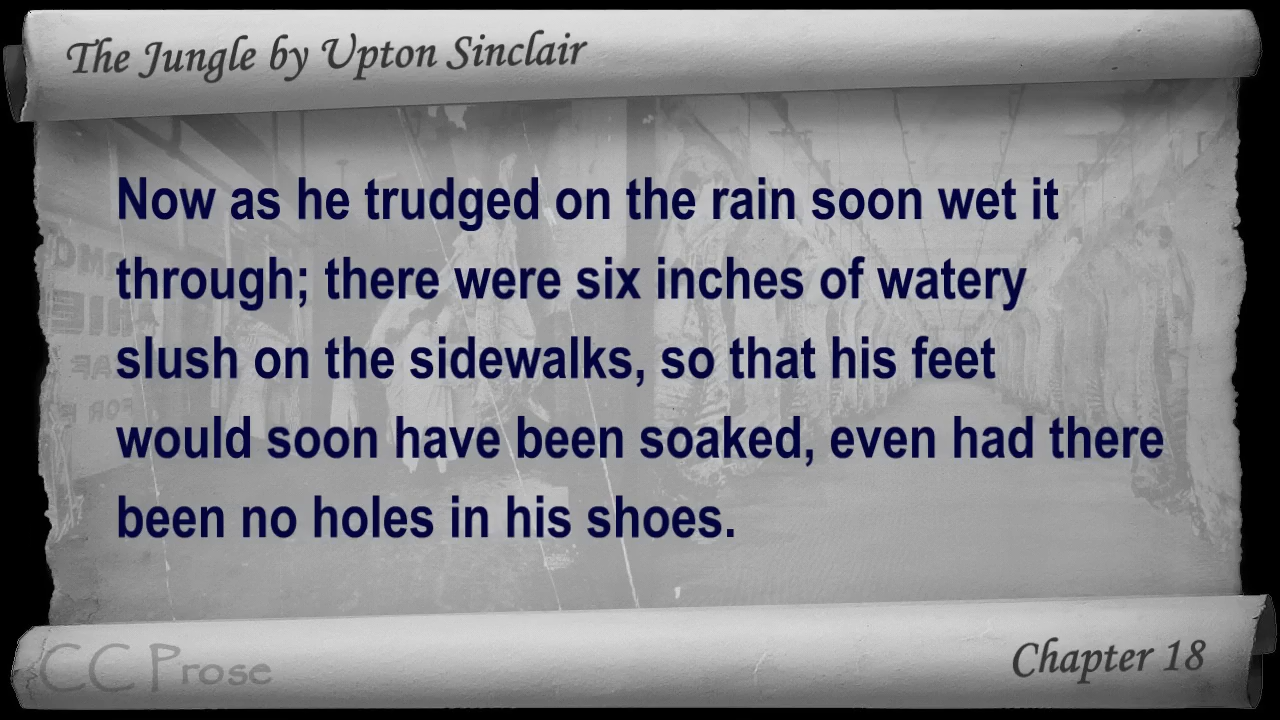 The Jungle by Upton Sinclair
Now as he trudged on the rain soon wet it
through; there were six inches of watery
slush on the sidewalks, so that his feet
would soon have been soaked, even had there
been no holes in his shoes.
CC Prose
Chapter 18